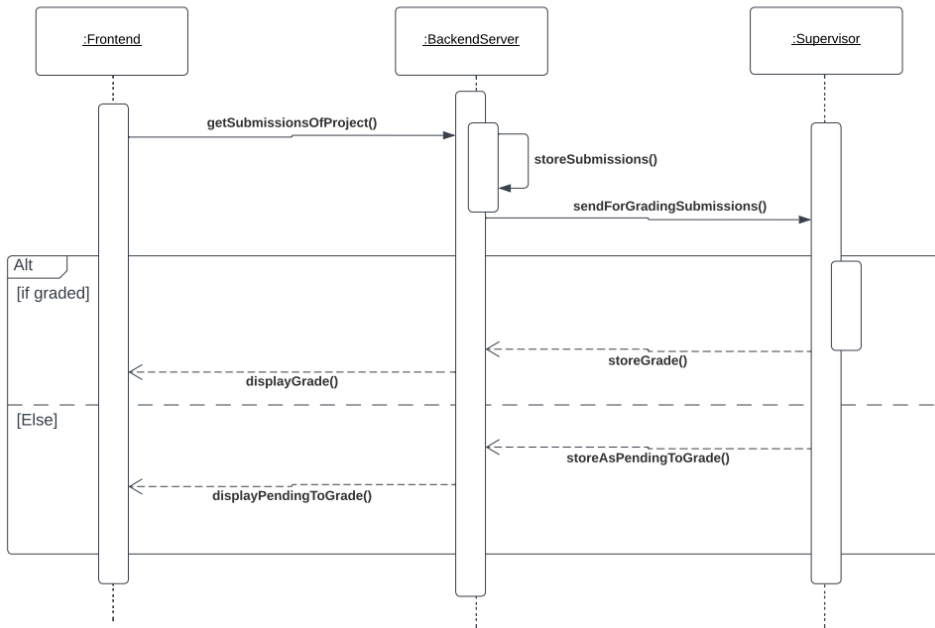 :Frontend
:BackendServer
:Supervisor
getSubmissionsOfProject()
storeSubmissions()
sendForGradingSubmissions()
Alt
[if graded]
storeGrade()
displayGrade()
[Else]
storeAsPendingToGrade()
displayPendingToGrade()